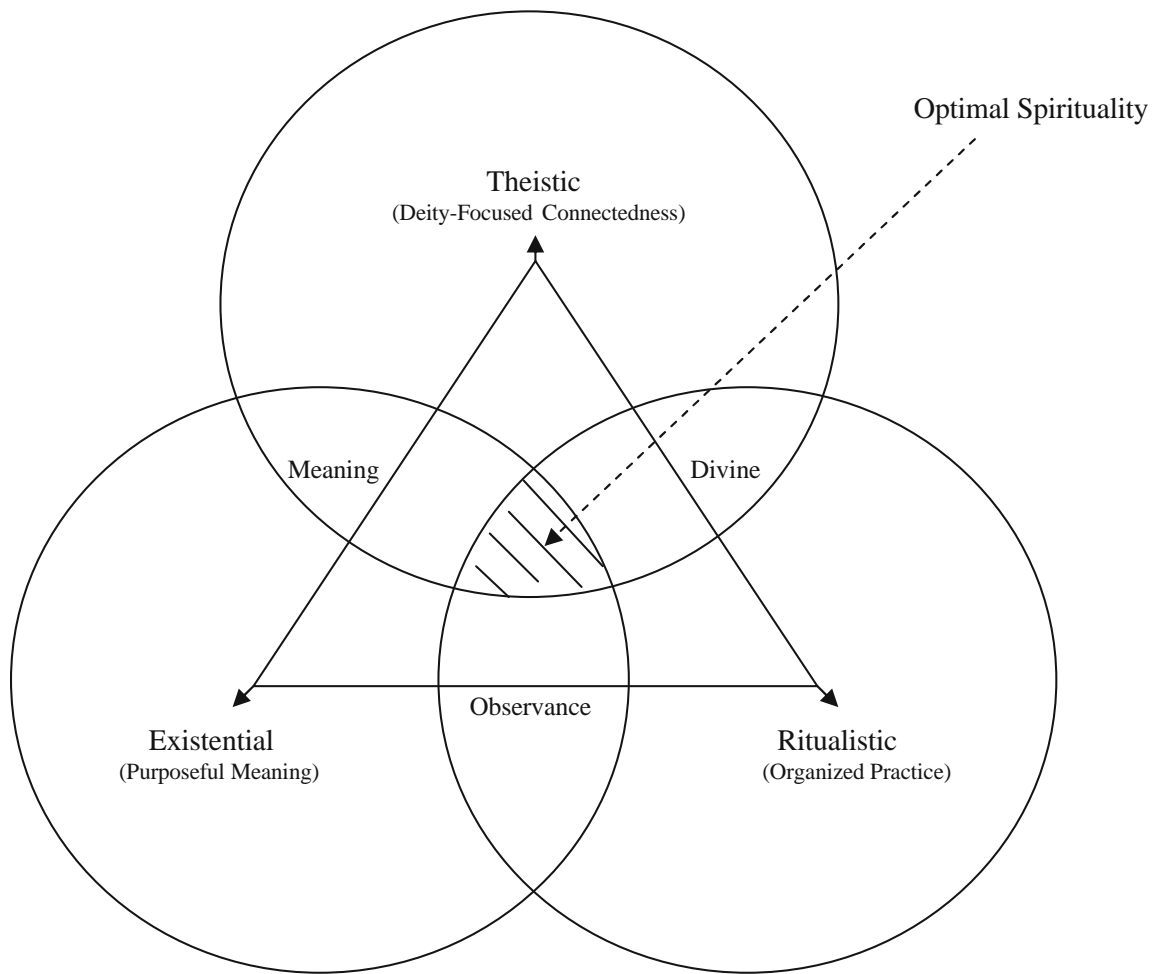 Optimal Spirituality
Theistic
(Deity-Focused Connectedness)
Meaning
Divine
Observance
Existential
(Purposeful Meaning)
Ritualistic
(Organized Practice)